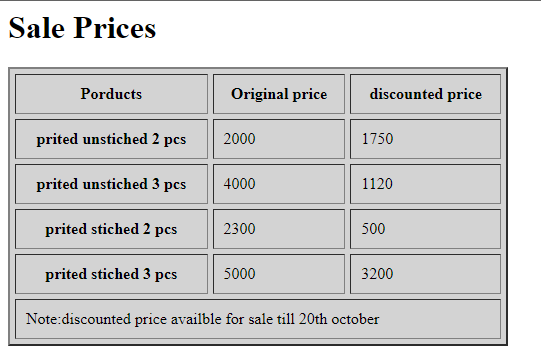 Sale Prices
Porducts Original price discounted price
prited unstiched 2 pcs 2000 1750
prited unstiched 3 pcs 4000 1120
prited stiched 2 pcs 2300 500
prited stiched 3 pcs 5000 3200
Note:discounted price availble for sale till 20th october